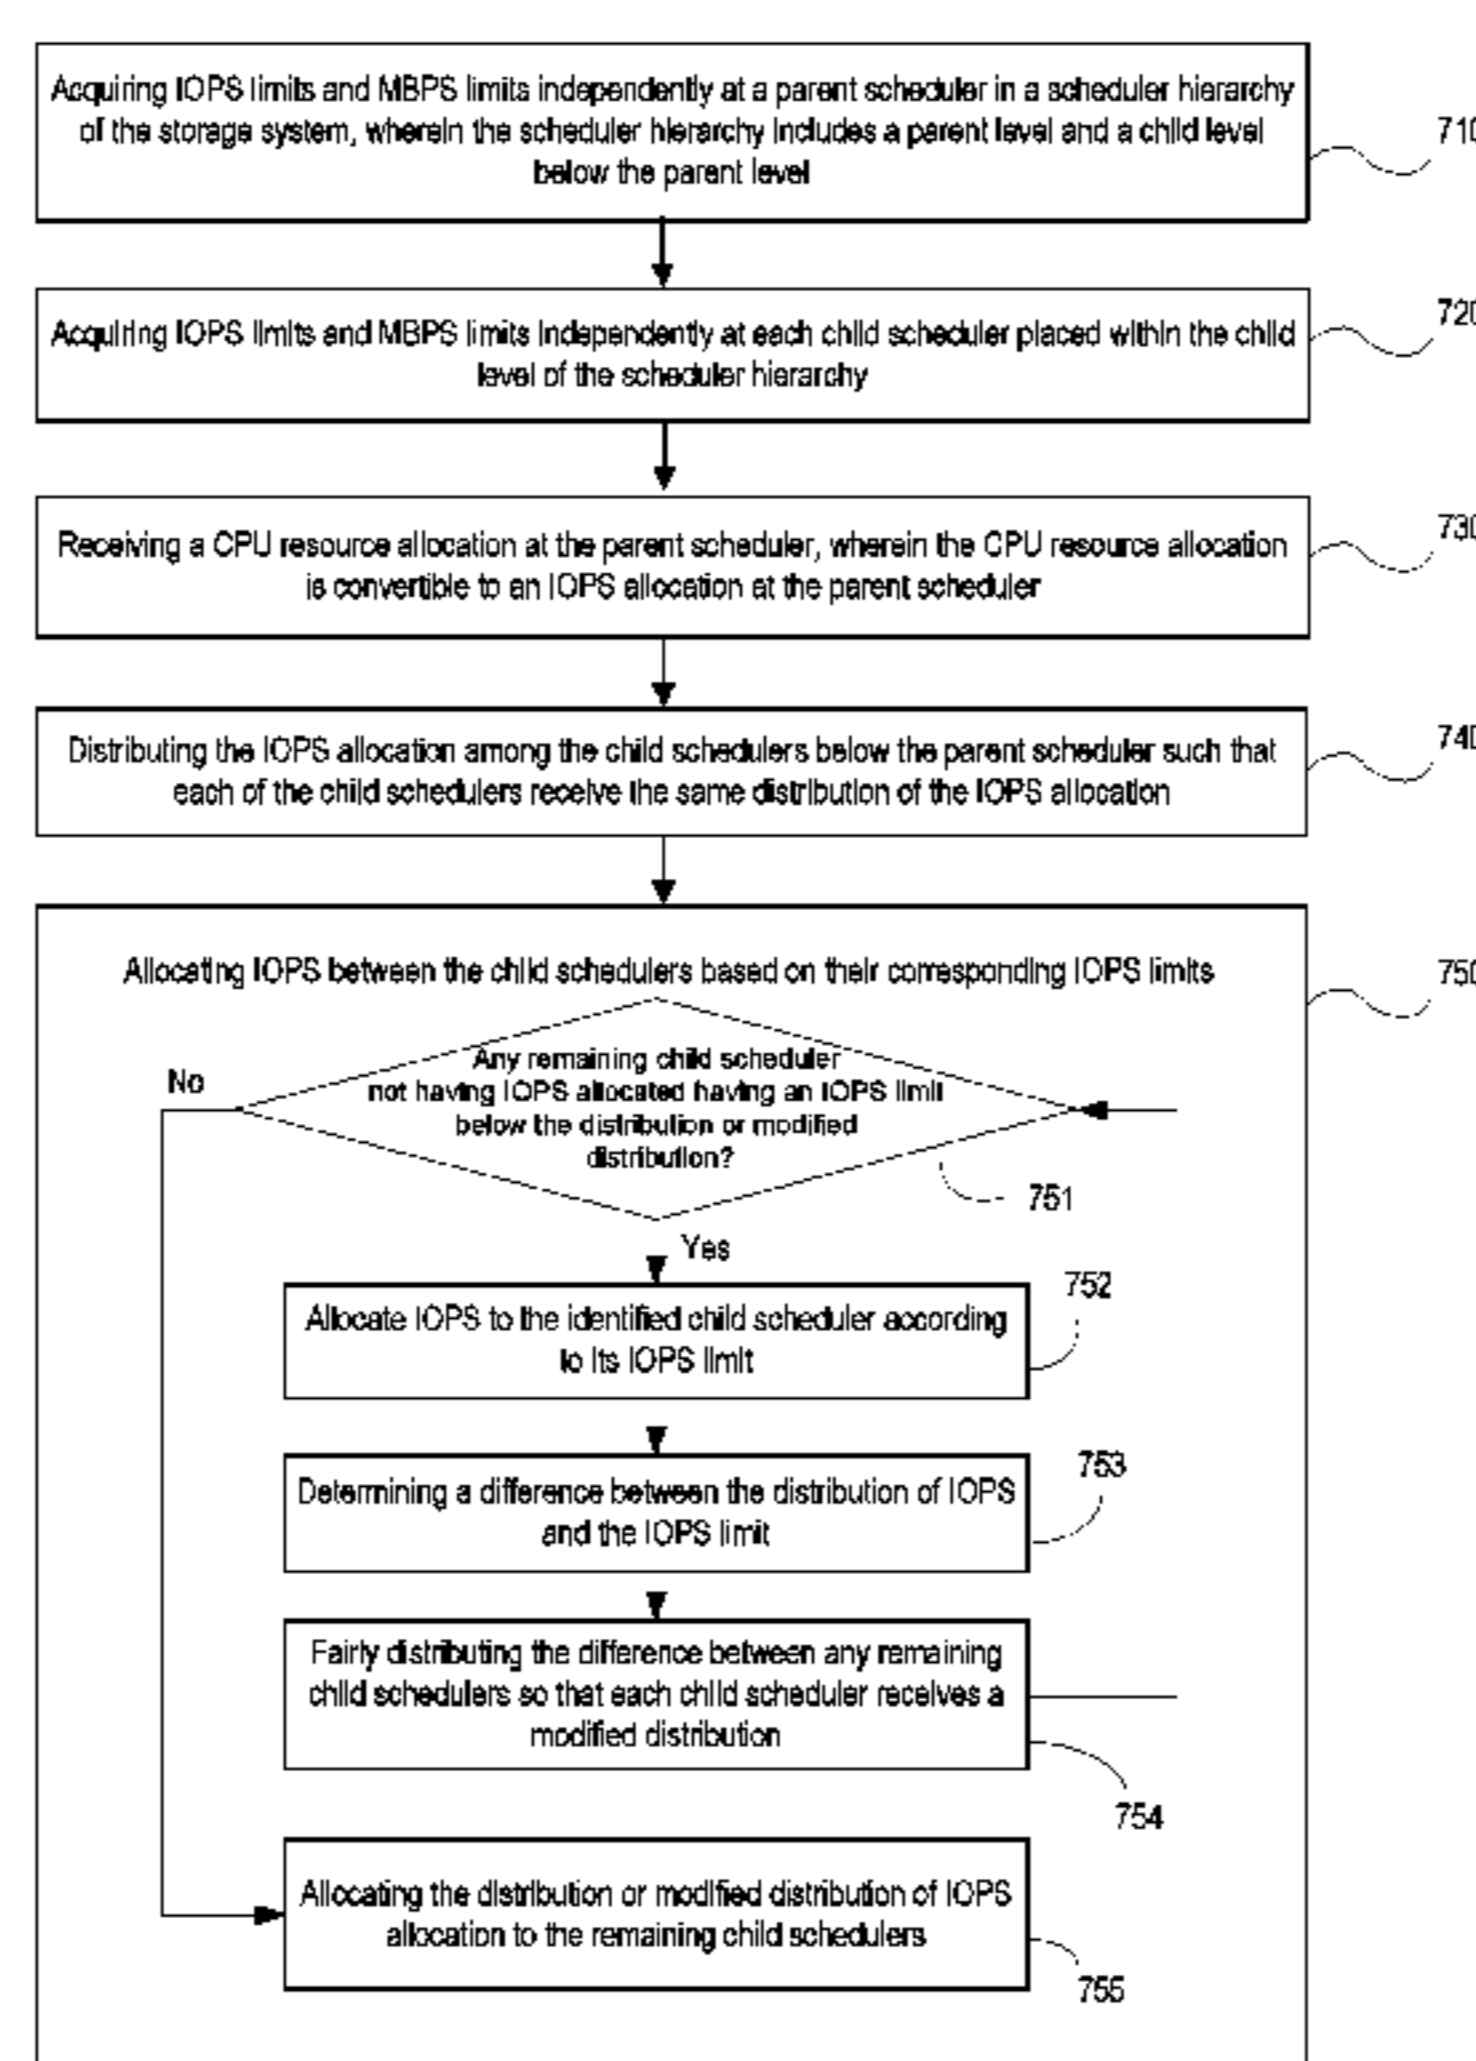 Acquiring IOPS limits and MBPS limits independently at a parent scheduler in a scheduler hierarchy
of the storage system, wherein the scheduler hierarchy includes a parent level and a child level
below the parent level
710
Acquiring IOPS limits and MBPS limits independently at each child scheduler placed within the child
level of the scheduler hierarchy
720
Receiving a CPU resource allocation at the parent scheduler, wherein the CPU resource allocation
is convertible to an IOPS allocation at the parent scheduler
730
Distributing the IOPS allocation among the child schedulers below the parent scheduler such that
each of the child schedulers receive the same distribution of the IOPS allocation
740
Allocating IOPS between the child schedulers based on their corresponding IOPS limits
750
Any remaining child scheduler
not having IOPS allocated having an IOPS limit
below the distribution or modified
distribution?
No
751
Yes
752
Allocate IOPS to the identified child scheduler according
to its IOPS limit
753
Determining a difference between the distribution of IOPS
and the IOPS limit
Fairly distributing the difference between any remaining
child schedulers so that each child scheduler receives a
modified distribution
754
Allocating the distribution or modified distribution of IOPS
allocation to the remaining child schedulers
755